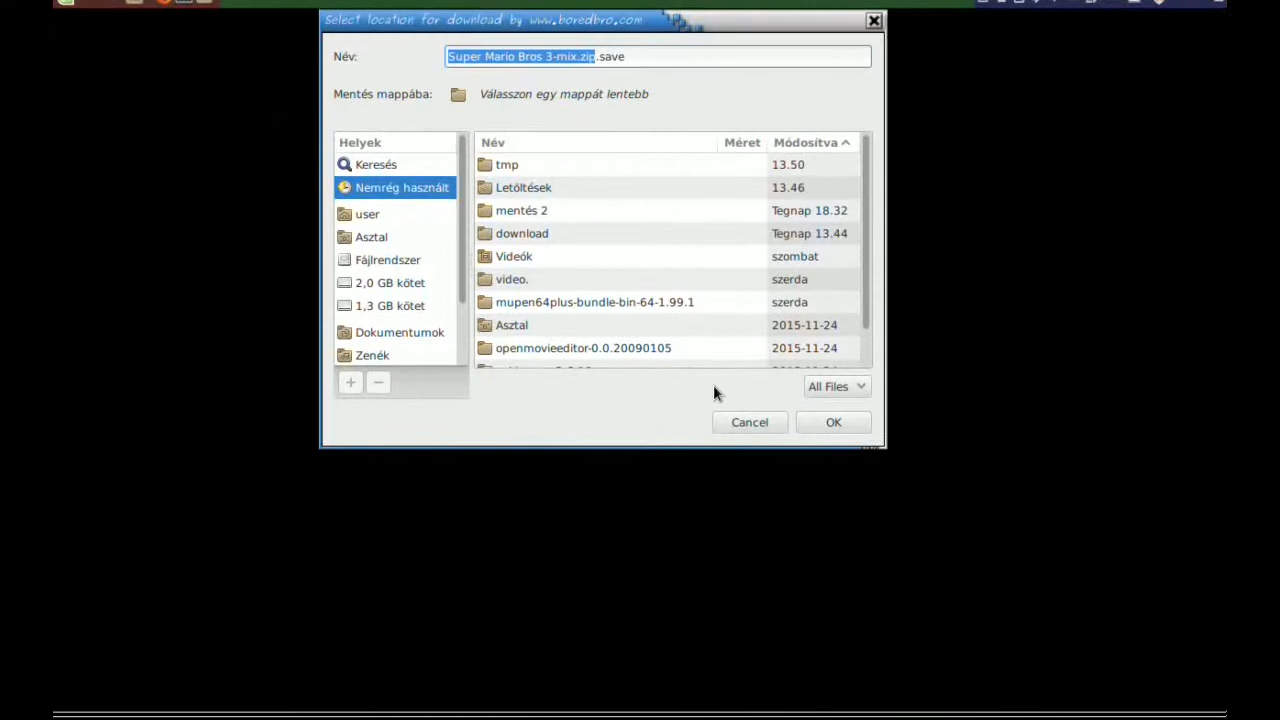 Select location for download by www.boredbro.com
Név:
Super Mario Bros 3-mix.zip.save
Mentés mappába:
Válasszon egy mappát lentebb
Helyek
Keresés
Nemrég használt
user
Asztal
Fájlrendszer
2,0 GB kötet
1,3 GB kötet
Dokumentumok
Zenék
Név Méret Módosítva
tmp 13.50
Letöltések 13.46
mentés 2 Tegnap 18.32
download Tegnap 13.44
Videók szombat
video. szerda
mupen64plus-bundle-bin-64-1.99.1 szerda
Asztal 2015-11-24
openmovieeditor-0.0.20090105 2015-11-24
All Files
Cancel OK